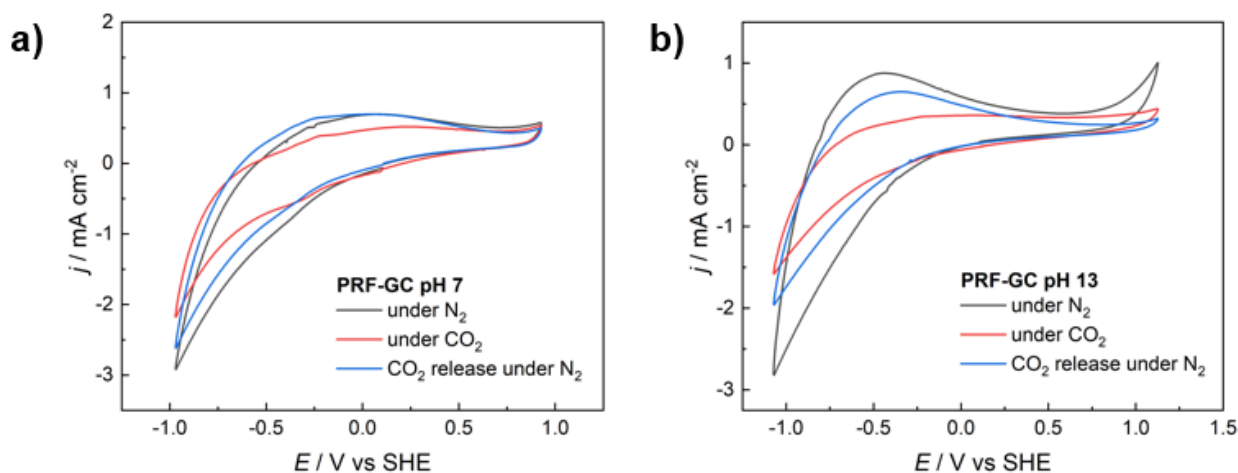 a)
2
1
0
-1
-2
-3
j / mA cm⁻²
PRF-GC pH 7
under N₂
under CO₂
CO₂ release under N₂
-1.0 -0.5 0.0 0.5 1.0
E / V vs SHE
b)
1
0
-1
-2
-3
j / mA cm⁻²
PRF-GC pH 13
under N₂
under CO₂
CO₂ release under N₂
-1.0 -0.5 0.0 0.5 1.0 1.5
E / V vs SHE